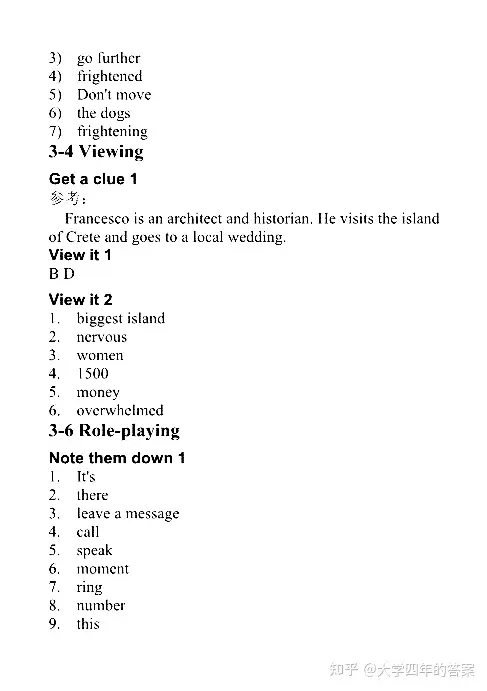 3) go further
4) frightened
5) Don't move
6) the dogs
7) frightening
3-4 Viewing
Get a clue 1
参考:
Francesco is an architect and historian. He visits the island
of Crete and goes to a local wedding.
View it 1
B D
View it 2
1. biggest island
2. nervous
3. women
4. 1500
5. money
6. overwhelmed
3-6 Role-playing
Note them down 1
1. It's
2. there
3. leave a message
4. call
5. speak
6. moment
7. ring
8. number
9. this
知乎 @大学四年的答案